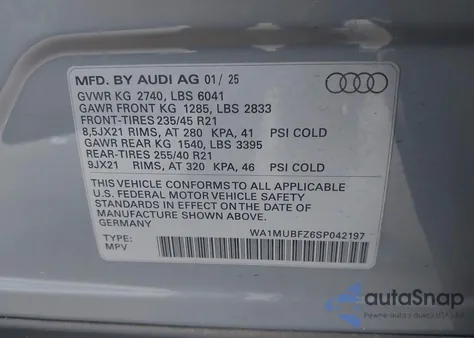 MFD. BY AUDI AG 01 / 25
GVWR KG 2740, LBS 6041
GAWR FRONT KG 1285, LBS 2833
FRONT-TIRES 235/45 R21
8,5JX21 RIMS, AT 280 KPA, 41 PSI COLD
GAWR REAR KG 1540, LBS 3395
REAR-TIRES 255/40 R21
9JX21 RIMS, AT 320 KPA, 46 PSI COLD
THIS VEHICLE CONFORMS TO ALL APPLICABLE
U.S. FEDERAL MOTOR VEHICLE SAFETY
STANDARDS IN EFFECT ON THE DATE OF
MANUFACTURE SHOWN ABOVE.
GERMANY
WA1MUBFZ6SP042197
TYPE:
MPV
autoSnap